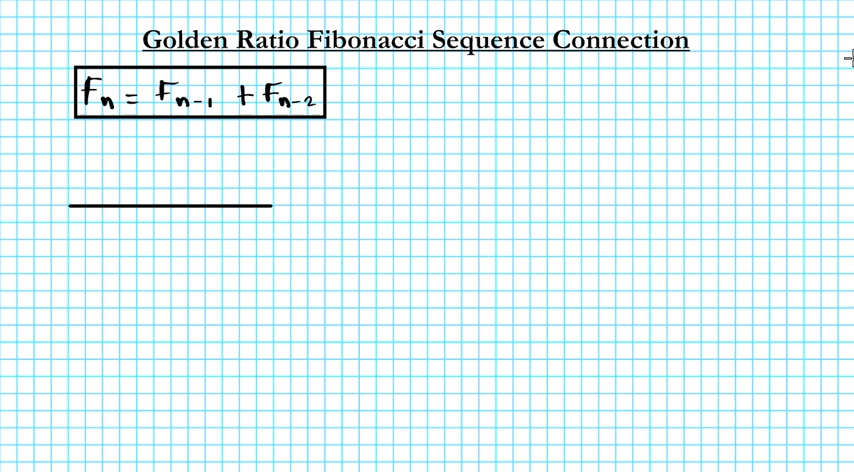 Golden Ratio Fibonacci Sequence Connection
Fn = Fn-1 + Fn-2